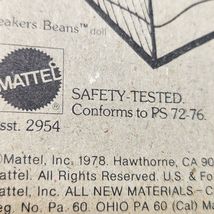 eakers Beans™ doll
MATTEL
SAFETY-TESTED.
Conforms to PS 72-76.
sst. 2954
©Mattel, Inc. 1978. Hawthorne, CA 90
All Rights Reserved. U.S. & Fo
Mattel, Inc. ALL NEW MATERIALS – C
eg. No. Pa. 60. OHIO PA 60 (Cal) Ma